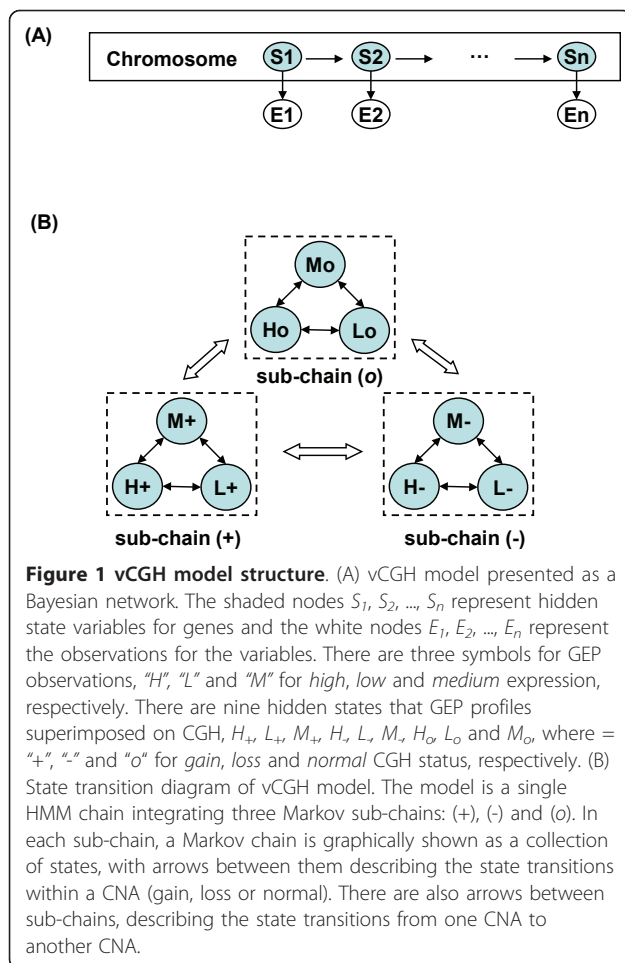 (A)
Chromosome S1 S2 ... Sn
E1 E2 En
(B)
Mo
Ho Lo
sub-chain (o)
M+ M-
H+ L+ H- L-
sub-chain (+) sub-chain (-)
Figure 1 vCGH model structure. (A) vCGH model presented as a
Bayesian network. The shaded nodes S1, S2, ..., Sn represent hidden
state variables for genes and the white nodes E1, E2, ..., En represent
the observations for the variables. There are three symbols for GEP
observations, "H", "L" and "M" for high, low and medium expression,
respectively. There are nine hidden states that GEP profiles
superimposed on CGH, H+, L+, M+, H-, L-, M-, Ho, Lo and Mo, where =
"+", "-" and "o" for gain, loss and normal CGH status, respectively. (B)
State transition diagram of vCGH model. The model is a single
HMM chain integrating three Markov sub-chains: (+), (-) and (o). In
each sub-chain, a Markov chain is graphically shown as a collection
of states, with arrows between them describing the state transitions
within a CNA (gain, loss or normal). There are also arrows between
sub-chains, describing the state transitions from one CNA to
another CNA.